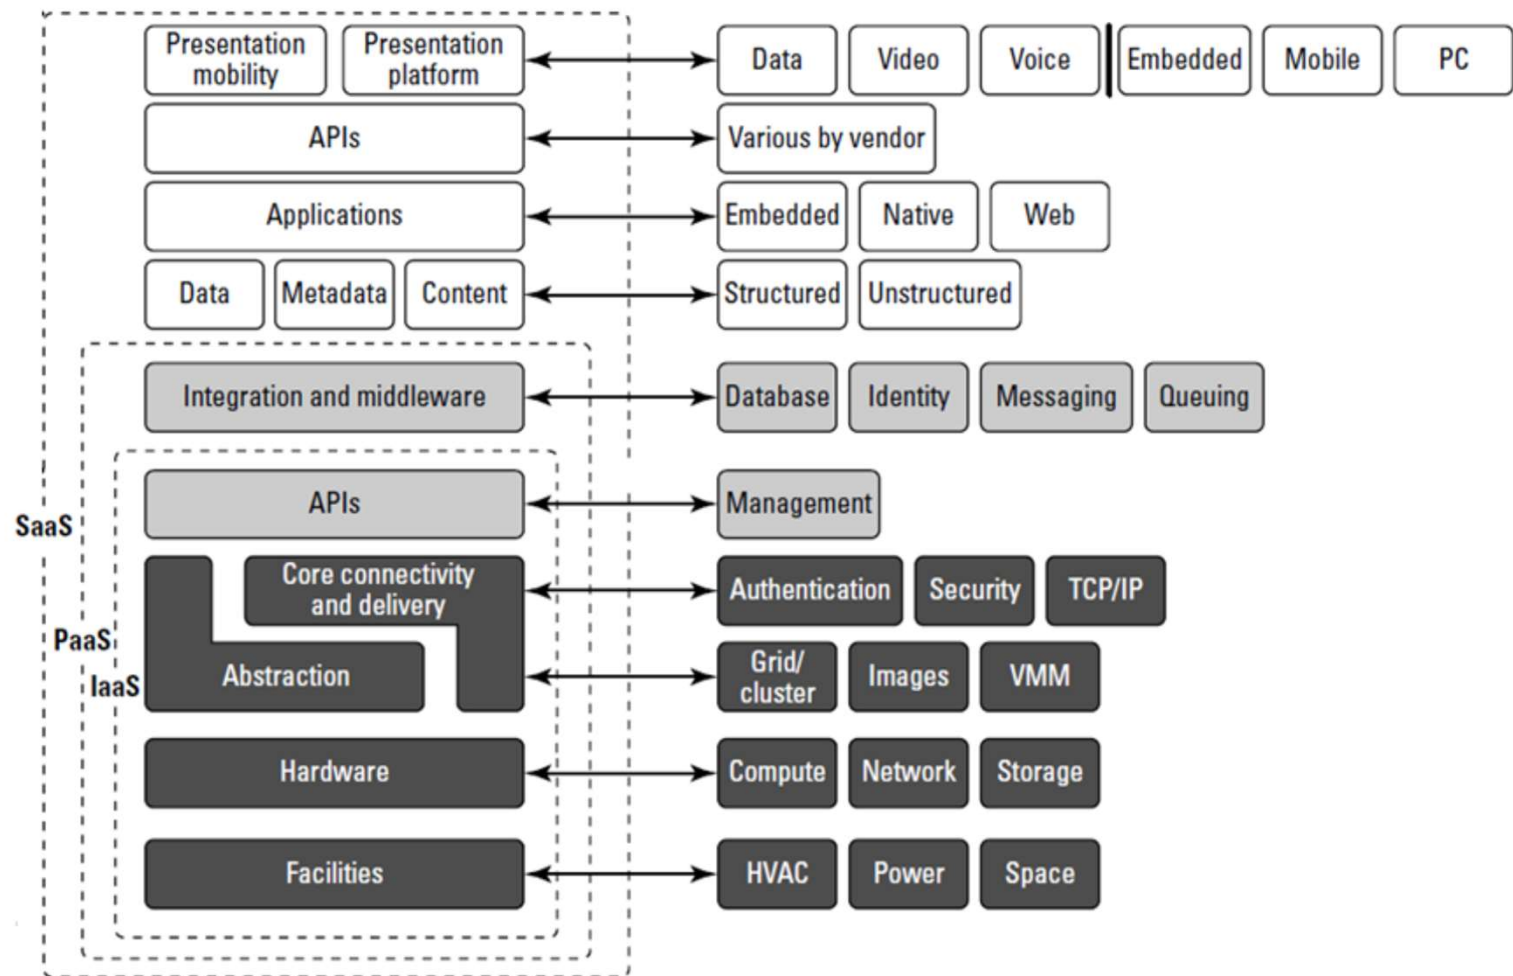 Presentation mobility
Presentation platform
Data
Video
Voice
Embedded
Mobile
PC
APIs
Various by vendor
Applications
Embedded
Native
Web
Data
Metadata
Content
Structured
Unstructured
Integration and middleware
Database
Identity
Messaging
Queuing
APIs
Management
SaaS
Core connectivity
and delivery
Authentication
Security
TCP/IP
PaaS
IaaS
Abstraction
Grid/
cluster
Images
VMM
Hardware
Compute
Network
Storage
Facilities
HVAC
Power
Space